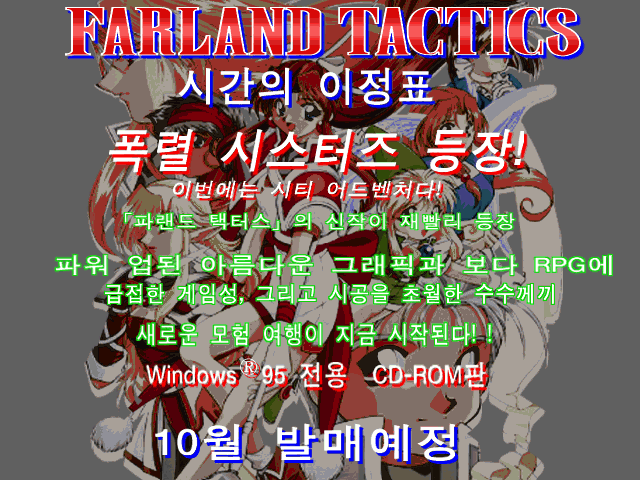 FARLAND TACTICS
시간의 이정표
폭렬 시스터즈 등장!
이번에는 시티 어드벤처다!
「파랜드 택터스」의 신작이 재빨리 등장
파워 업된 아름다운 그래픽과 보다 RPG에
급접한 게임성, 그리고 시공을 초월한 수수께끼
새로운 모험 여행이 지금 시작된다! !
Windows® 95 전용 CD-ROM판
10월 발매예정